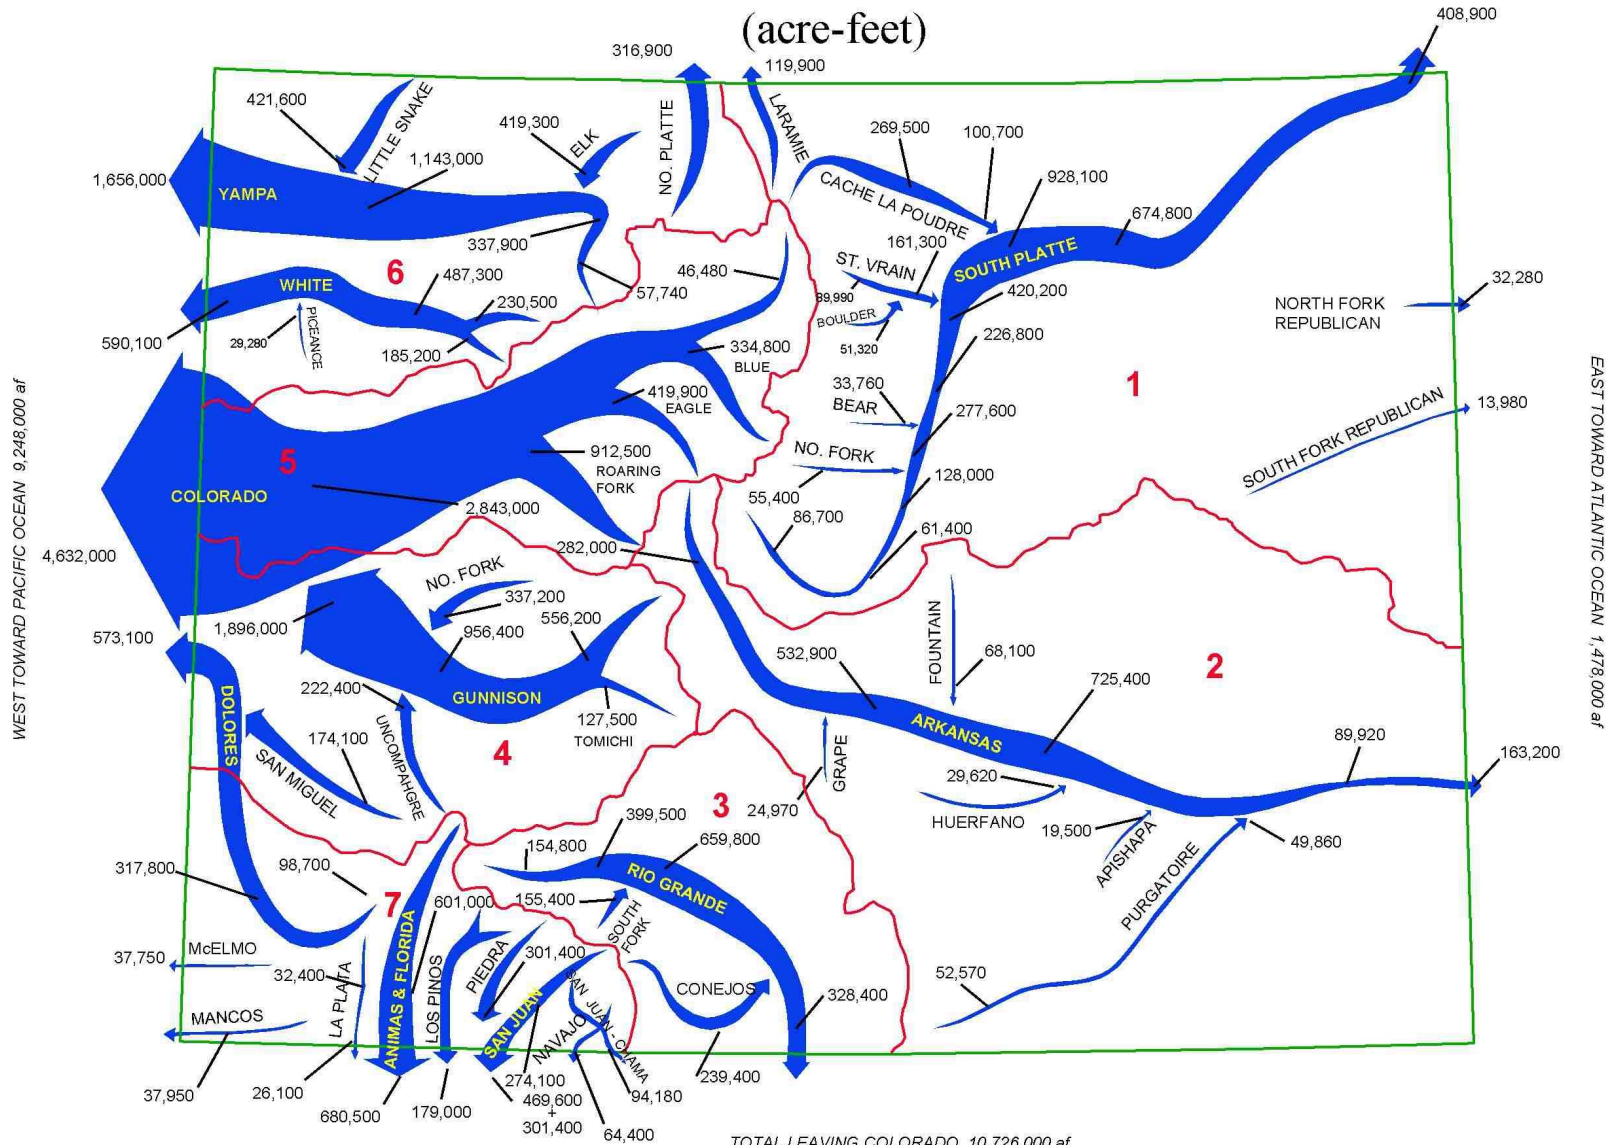 (acre-feet)
408,900
316,900
119,900
421,600
LITTLE SNAKE
419,300
ELK
NO. PLATTE
LARAMIE
269,500
100,700
1,143,000
CACHE LA POUDRE
928,100
1,656,000
YAMPA
674,800
337,900
161,300
SOUTH PLATTE
6
ST. VRAIN
46,480
487,300
WHITE
230,500
57,740
39,990
420,200
32,280
NORTH FORK
REPUBLICAN
BOULDER
PICEANCE
29,280
590,100
185,200
51,320
226,800
334,800
BLUE
33,760
BEAR
1
419,900
EAGLE
277,600
13,980
SOUTH FORK REPUBLICAN
WEST TOWARD PACIFIC OCEAN 9,248,000 af
EAST TOWARD ATLANTIC OCEAN 1,478,000 af
5
912,500
ROARING
FORK
NO. FORK
128,000
COLORADO
2,843,000
55,400
86,700
61,400
4,632,000
282,000
NO. FORK
337,200
556,200
1,896,000
956,400
573,100
FOUNTAIN
532,900
68,100
2
725,400
222,400
GUNNISON
127,500
TOMICHI
DOLORES
UNCOMPAHGRE
174,100
SAN MIGUEL
4
ARKANSAS
89,920
163,200
GRAPE
29,620
3
24,970
HUERFANO
399,500
19,500
APISHAPA
49,860
659,800
154,800
98,700
317,800
RIO GRANDE
PURGATOIRE
7
601,000
155,400
SOUTH
FORK
McELMO
37,750
32,400
LA PLATA
ANIMAS & FLORIDA
LOS PINOS
PIEDRA
301,400
SAN JUAN
SAN JUAN - CHAMA
NAVAJO
CONEJOS
52,570
328,400
MANCOS
37,950
26,100
680,500
179,000
274,100
469,600
+
301,400
94,180
64,400
239,400
TOTAL LEAVING COLORADO 10,726,000 af